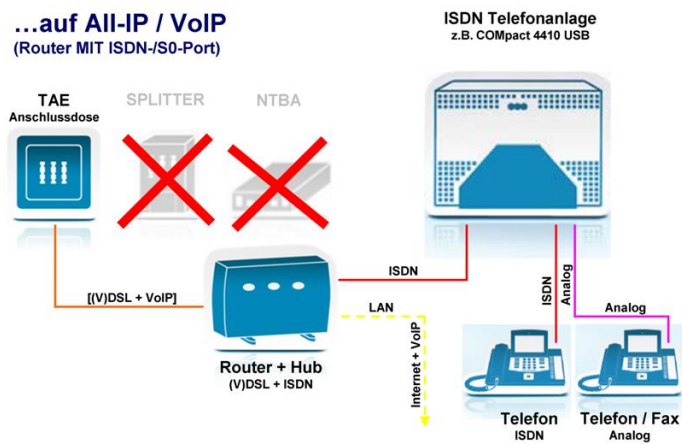 ...auf All-IP / VoIP
(Router MIT ISDN-/S0-Port)
ISDN Telefonanlage
z.B. COMpact 4410 USB
TAE
Anschlussdose
SPLITTER
NTBA
ISDN
[(V)DSL + VoIP]
LAN
Internet + VoIP
ISDN
Analog
Analog
Router + Hub
(V)DSL + ISDN
Telefon
ISDN
Telefon / Fax
Analog